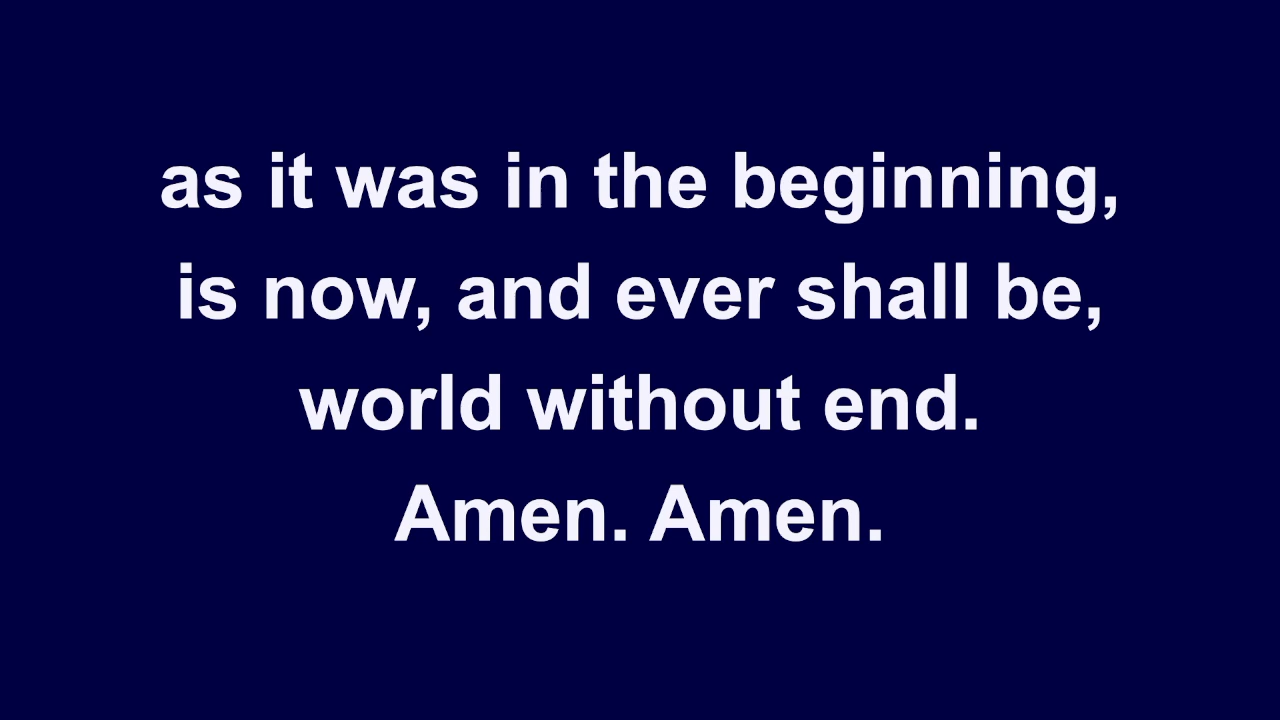 as it was in the beginning,
is now, and ever shall be,
world without end.
Amen. Amen.